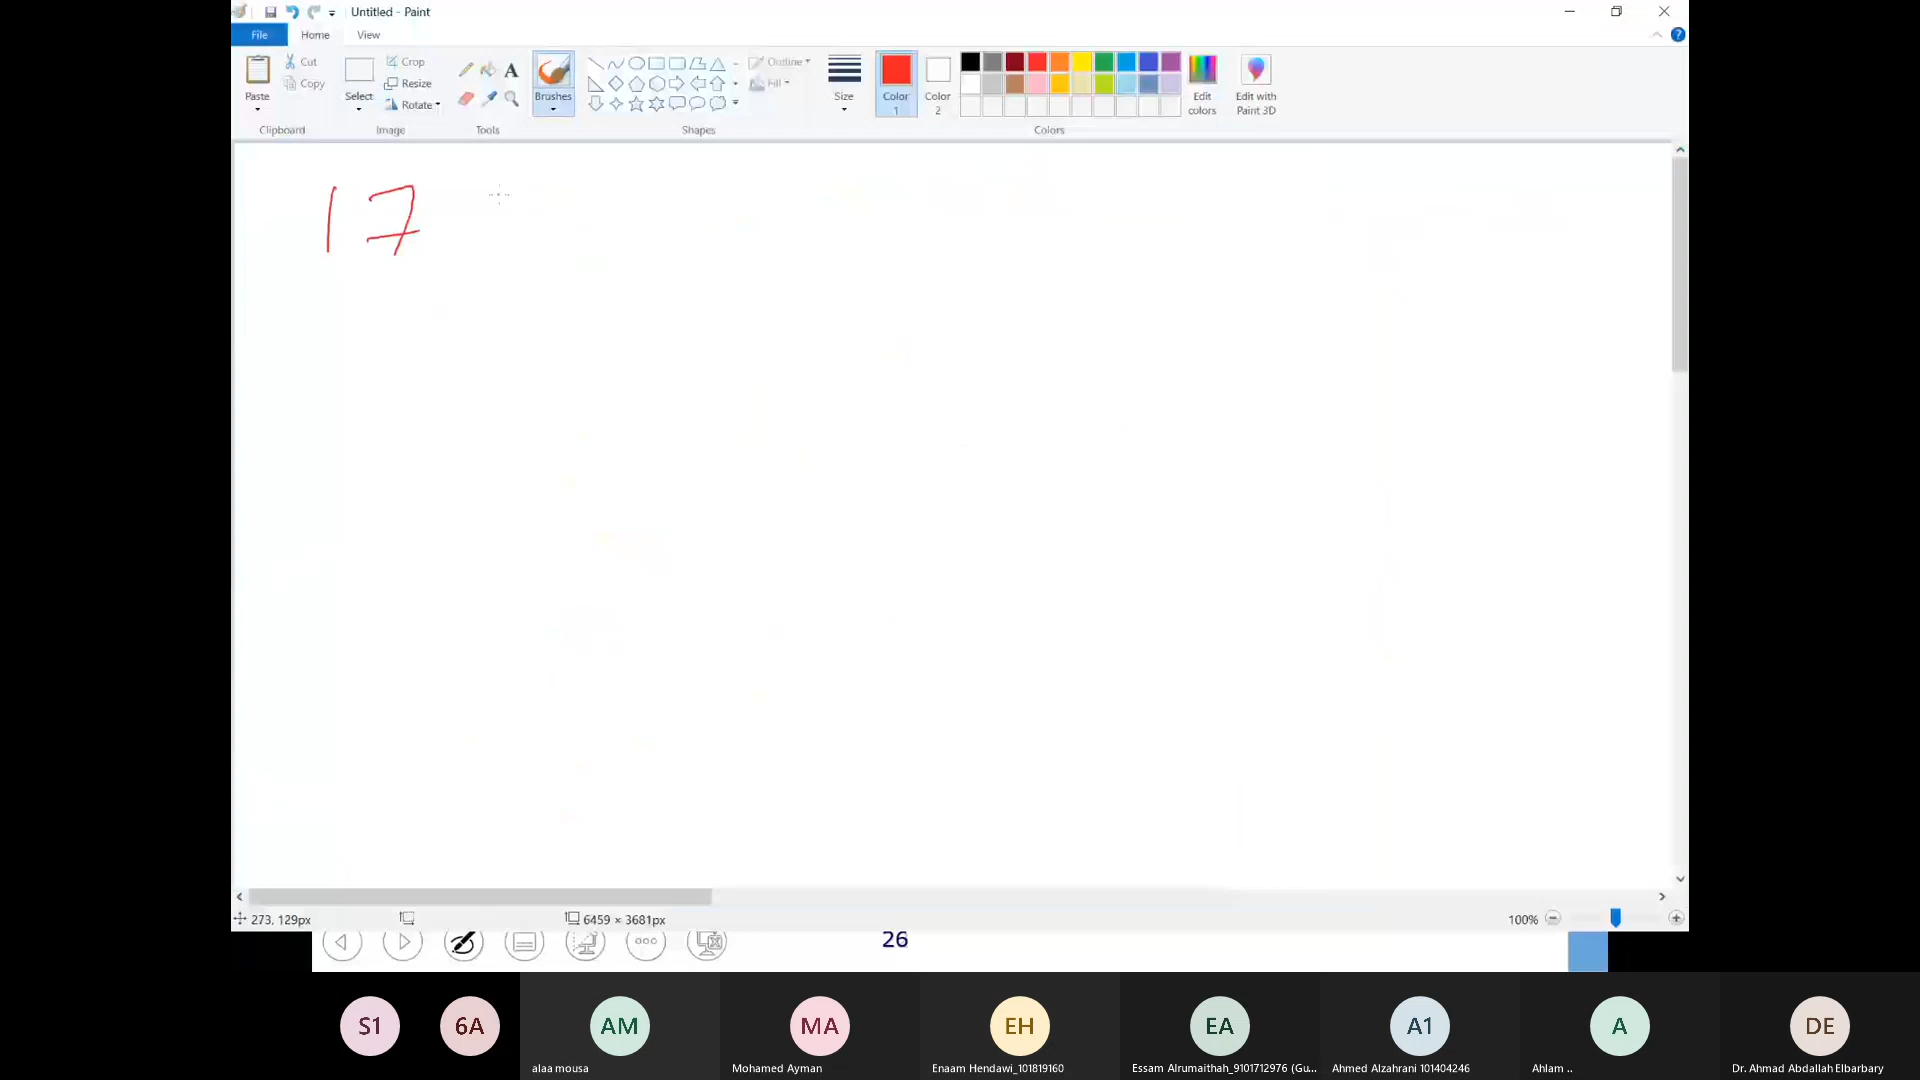 Untitled - Paint
File Home View
Paste
Cut
Copy
Clipboard
Select
Crop
Resize
Rotate
Image
A
Tools
Brushes
Shapes
Outline
Fill
Size
Color 1
Color 2
Edit colors
Edit with Paint 3D
Colors
17
273, 129px
6459 × 3681px
100%
26
S1
6A
AM
MA
EH
EA
A1
A
DE
alaa mousa
Mohamed Ayman
Enaam Hendawi_101819160
Essam Alrumaithah_9101712976 (Gu...
Ahmed Alzahrani 101404246
Ahlam ..
Dr. Ahmad Abdallah Elbarbary